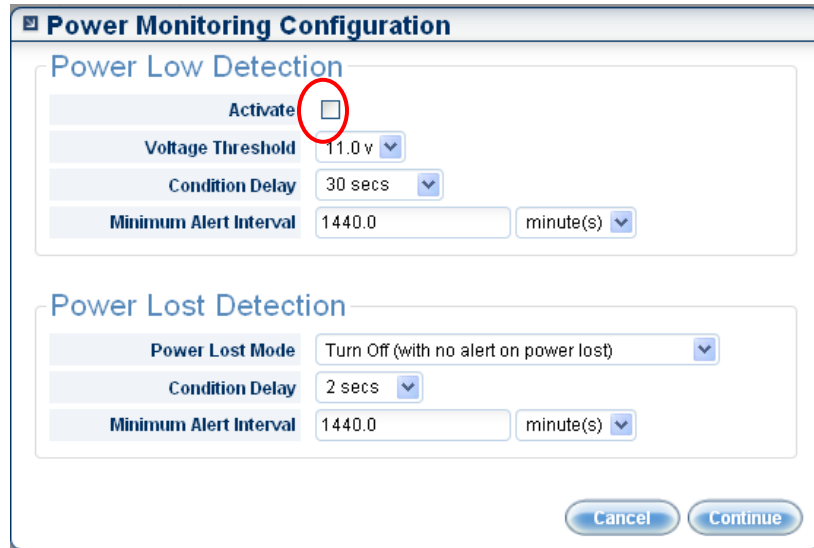 Power Monitoring Configuration
Power Low Detection
Activate
Voltage Threshold 11.0 v
Condition Delay 30 secs
Minimum Alert Interval 1440.0 minute(s)
Power Lost Detection
Power Lost Mode Turn Off (with no alert on power lost)
Condition Delay 2 secs
Minimum Alert Interval 1440.0 minute(s)
Cancel Continue